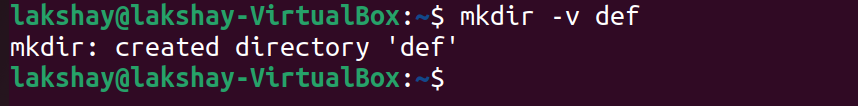 lakshay@lakshay-VirtualBox:~$ mkdir -v def
mkdir: created directory 'def'
lakshay@lakshay-VirtualBox:~$